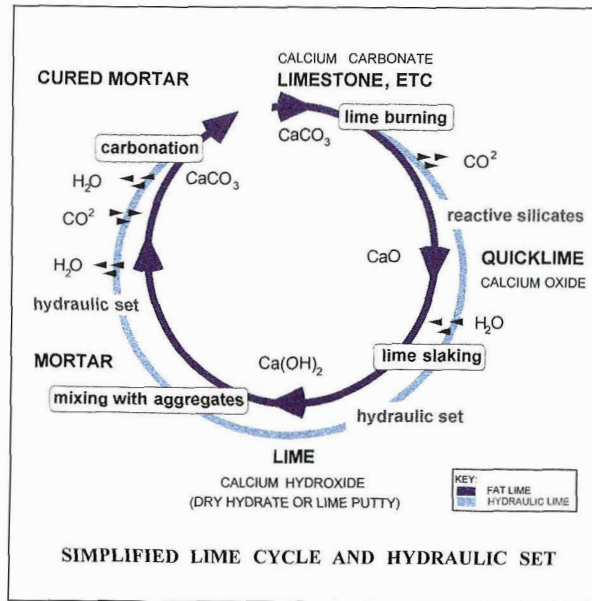 CALCIUM CARBONATE
LIMESTONE, ETC
CURED MORTAR
lime burning
CaCO₃
carbonation
CO²
H₂O
CaCO₃
CO²
reactive silicates
CaO
QUICKLIME
CALCIUM OXIDE
H₂O
hydraulic set
H₂O
lime slaking
MORTAR
Ca(OH)₂
mixing with aggregates
hydraulic set
LIME
CALCIUM HYDROXIDE
(DRY HYDRATE OR LIME PUTTY)
KEY:
FAT LIME
HYDRAULIC LIME
SIMPLIFIED LIME CYCLE AND HYDRAULIC SET